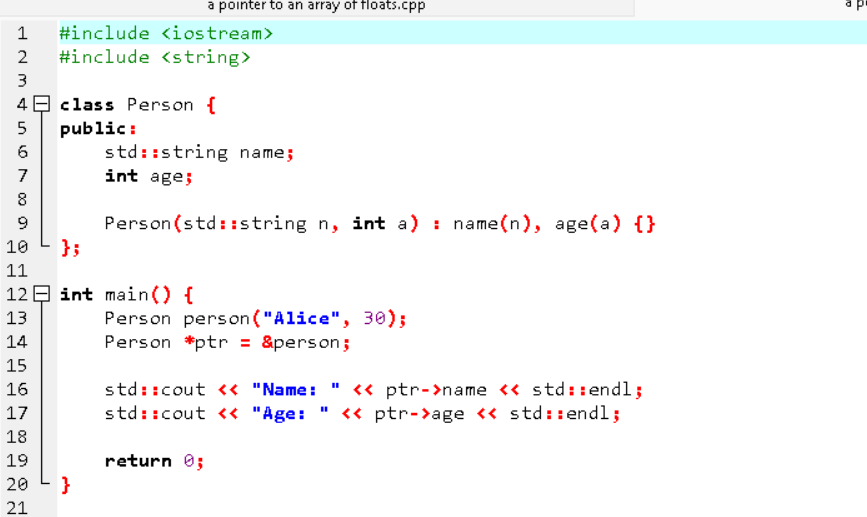 a pointer to an array of floats.cpp
1 #include <iostream>
2 #include <string>
3
4 class Person {
5 public:
6     std::string name;
7     int age;
8
9     Person(std::string n, int a) : name(n), age(a) {}
10 };
11
12 int main() {
13     Person person("Alice", 30);
14     Person *ptr = &person;
15
16     std::cout << "Name: " << ptr->name << std::endl;
17     std::cout << "Age: " << ptr->age << std::endl;
18
19     return 0;
20 }
21